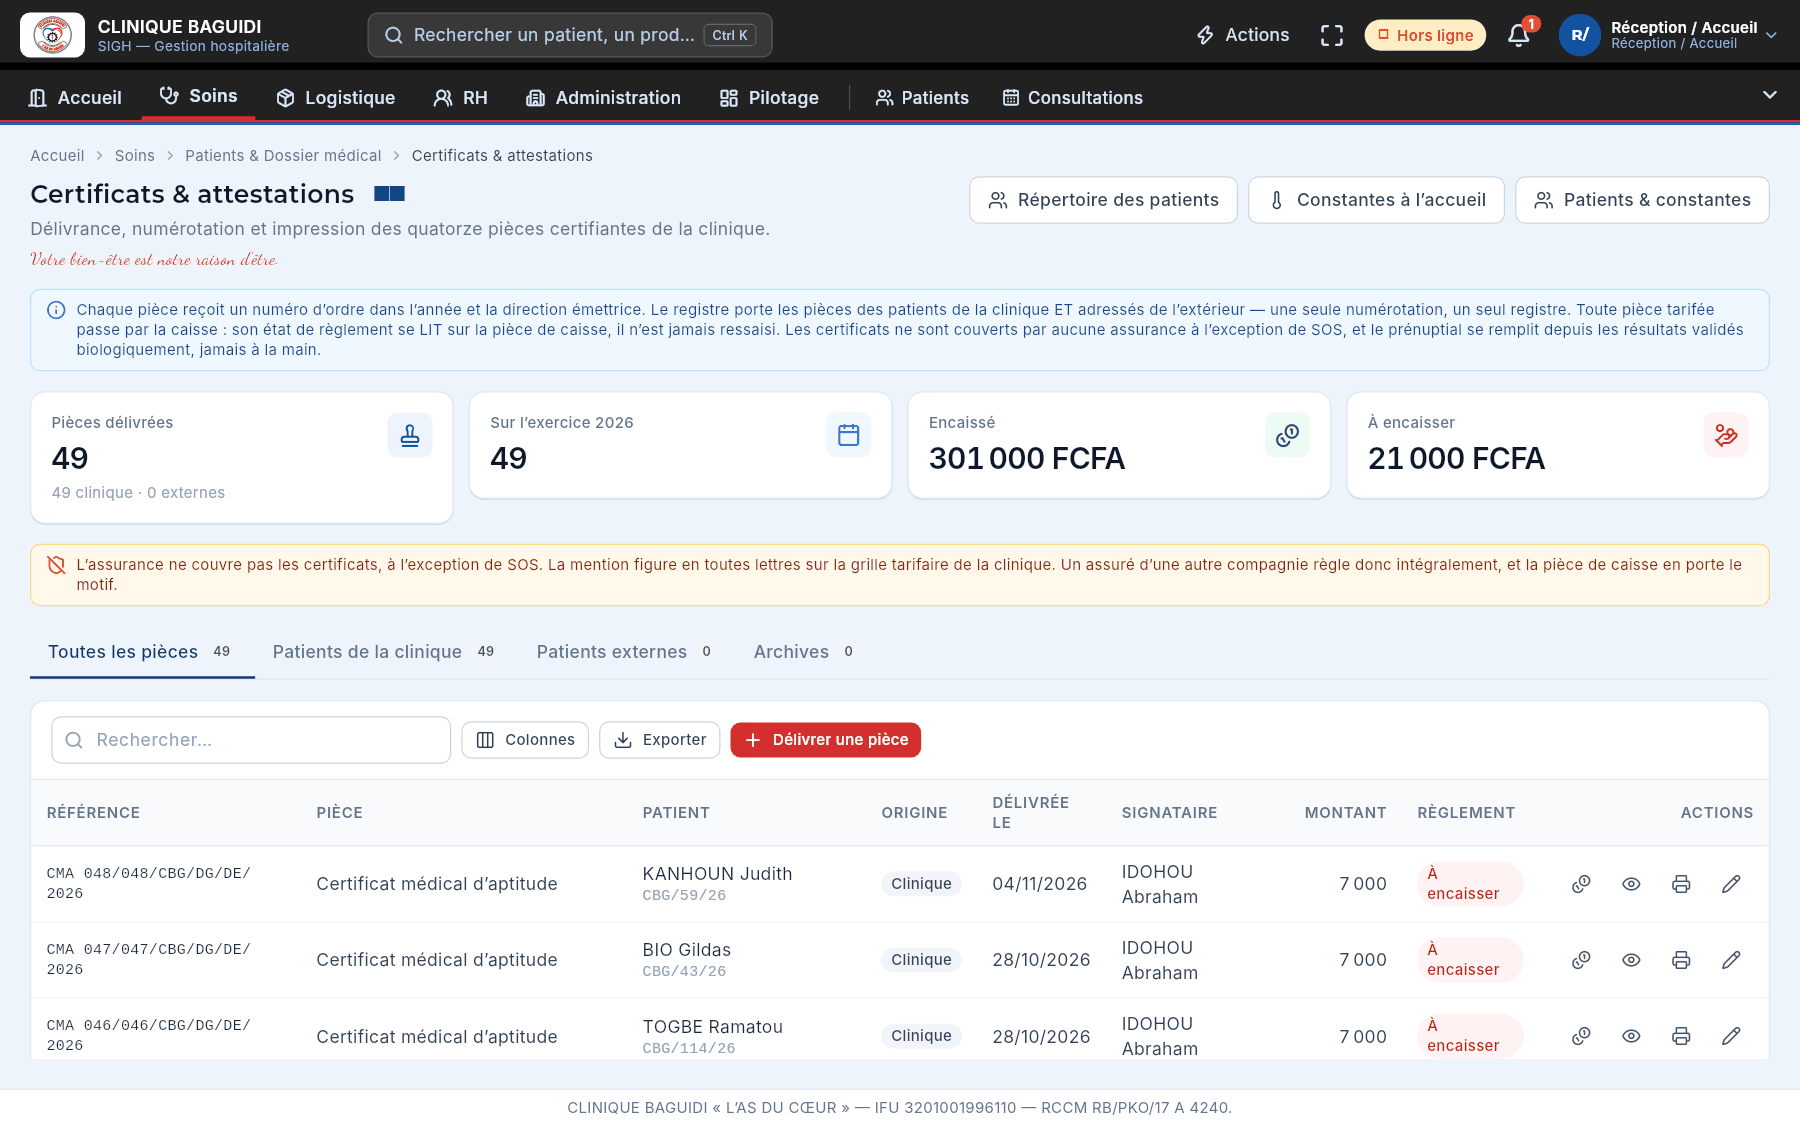 CLINIQUE BAGUIDI
SIGH — Gestion hospitalière
Rechercher un patient, un prod... Ctrl K
Actions
Hors ligne
1
R/
Réception / Accueil
Réception / Accueil
Accueil
Soins
Logistique
RH
Administration
Pilotage
Patients
Consultations
Accueil > Soins > Patients & Dossier médical > Certificats & attestations
Certificats & attestations
Répertoire des patients
Constantes à l’accueil
Patients & constantes
Délivrance, numérotation et impression des quatorze pièces certifiantes de la clinique.
Votre bien-être est notre raison d'être.
Chaque pièce reçoit un numéro d’ordre dans l’année et la direction émettrice. Le registre porte les pièces des patients de la clinique ET adressés de l’extérieur — une seule numérotation, un seul registre. Toute pièce tarifée
passe par la caisse : son état de règlement se LIT sur la pièce de caisse, il n’est jamais ressaisi. Les certificats ne sont couverts par aucune assurance à l’exception de SOS, et le prénuptial se remplit depuis les résultats validés
biologiquement, jamais à la main.
Pièces délivrées
49
49 clinique · 0 externes
Sur l’exercice 2026
49
Encaissé
301 000 FCFA
À encaisser
21 000 FCFA
L’assurance ne couvre pas les certificats, à l’exception de SOS. La mention figure en toutes lettres sur la grille tarifaire de la clinique. Un assuré d’une autre compagnie règle donc intégralement, et la pièce de caisse en porte le
motif.
Toutes les pièces 49
Patients de la clinique 49
Patients externes 0
Archives 0
Rechercher...
Colonnes
Exporter
+ Délivrer une pièce
RÉFÉRENCE PIÈCE PATIENT ORIGINE DÉLIVRÉE LE SIGNATAIRE MONTANT RÈGLEMENT ACTIONS
CMA 048/048/CBG/DG/DE/
2026
Certificat médical d’aptitude
KANHOUN Judith
CBG/59/26
Clinique
04/11/2026
IDOHOU
Abraham
7 000
À
encaisser
CMA 047/047/CBG/DG/DE/
2026
Certificat médical d’aptitude
BIO Gildas
CBG/43/26
Clinique
28/10/2026
IDOHOU
Abraham
7 000
À
encaisser
CMA 046/046/CBG/DG/DE/
2026
Certificat médical d’aptitude
TOGBE Ramatou
CBG/114/26
Clinique
28/10/2026
IDOHOU
Abraham
7 000
À
encaisser
CLINIQUE BAGUIDI « L’AS DU CŒUR » — IFU 3201001996110 — RCCM RB/PKO/17 A 4240.